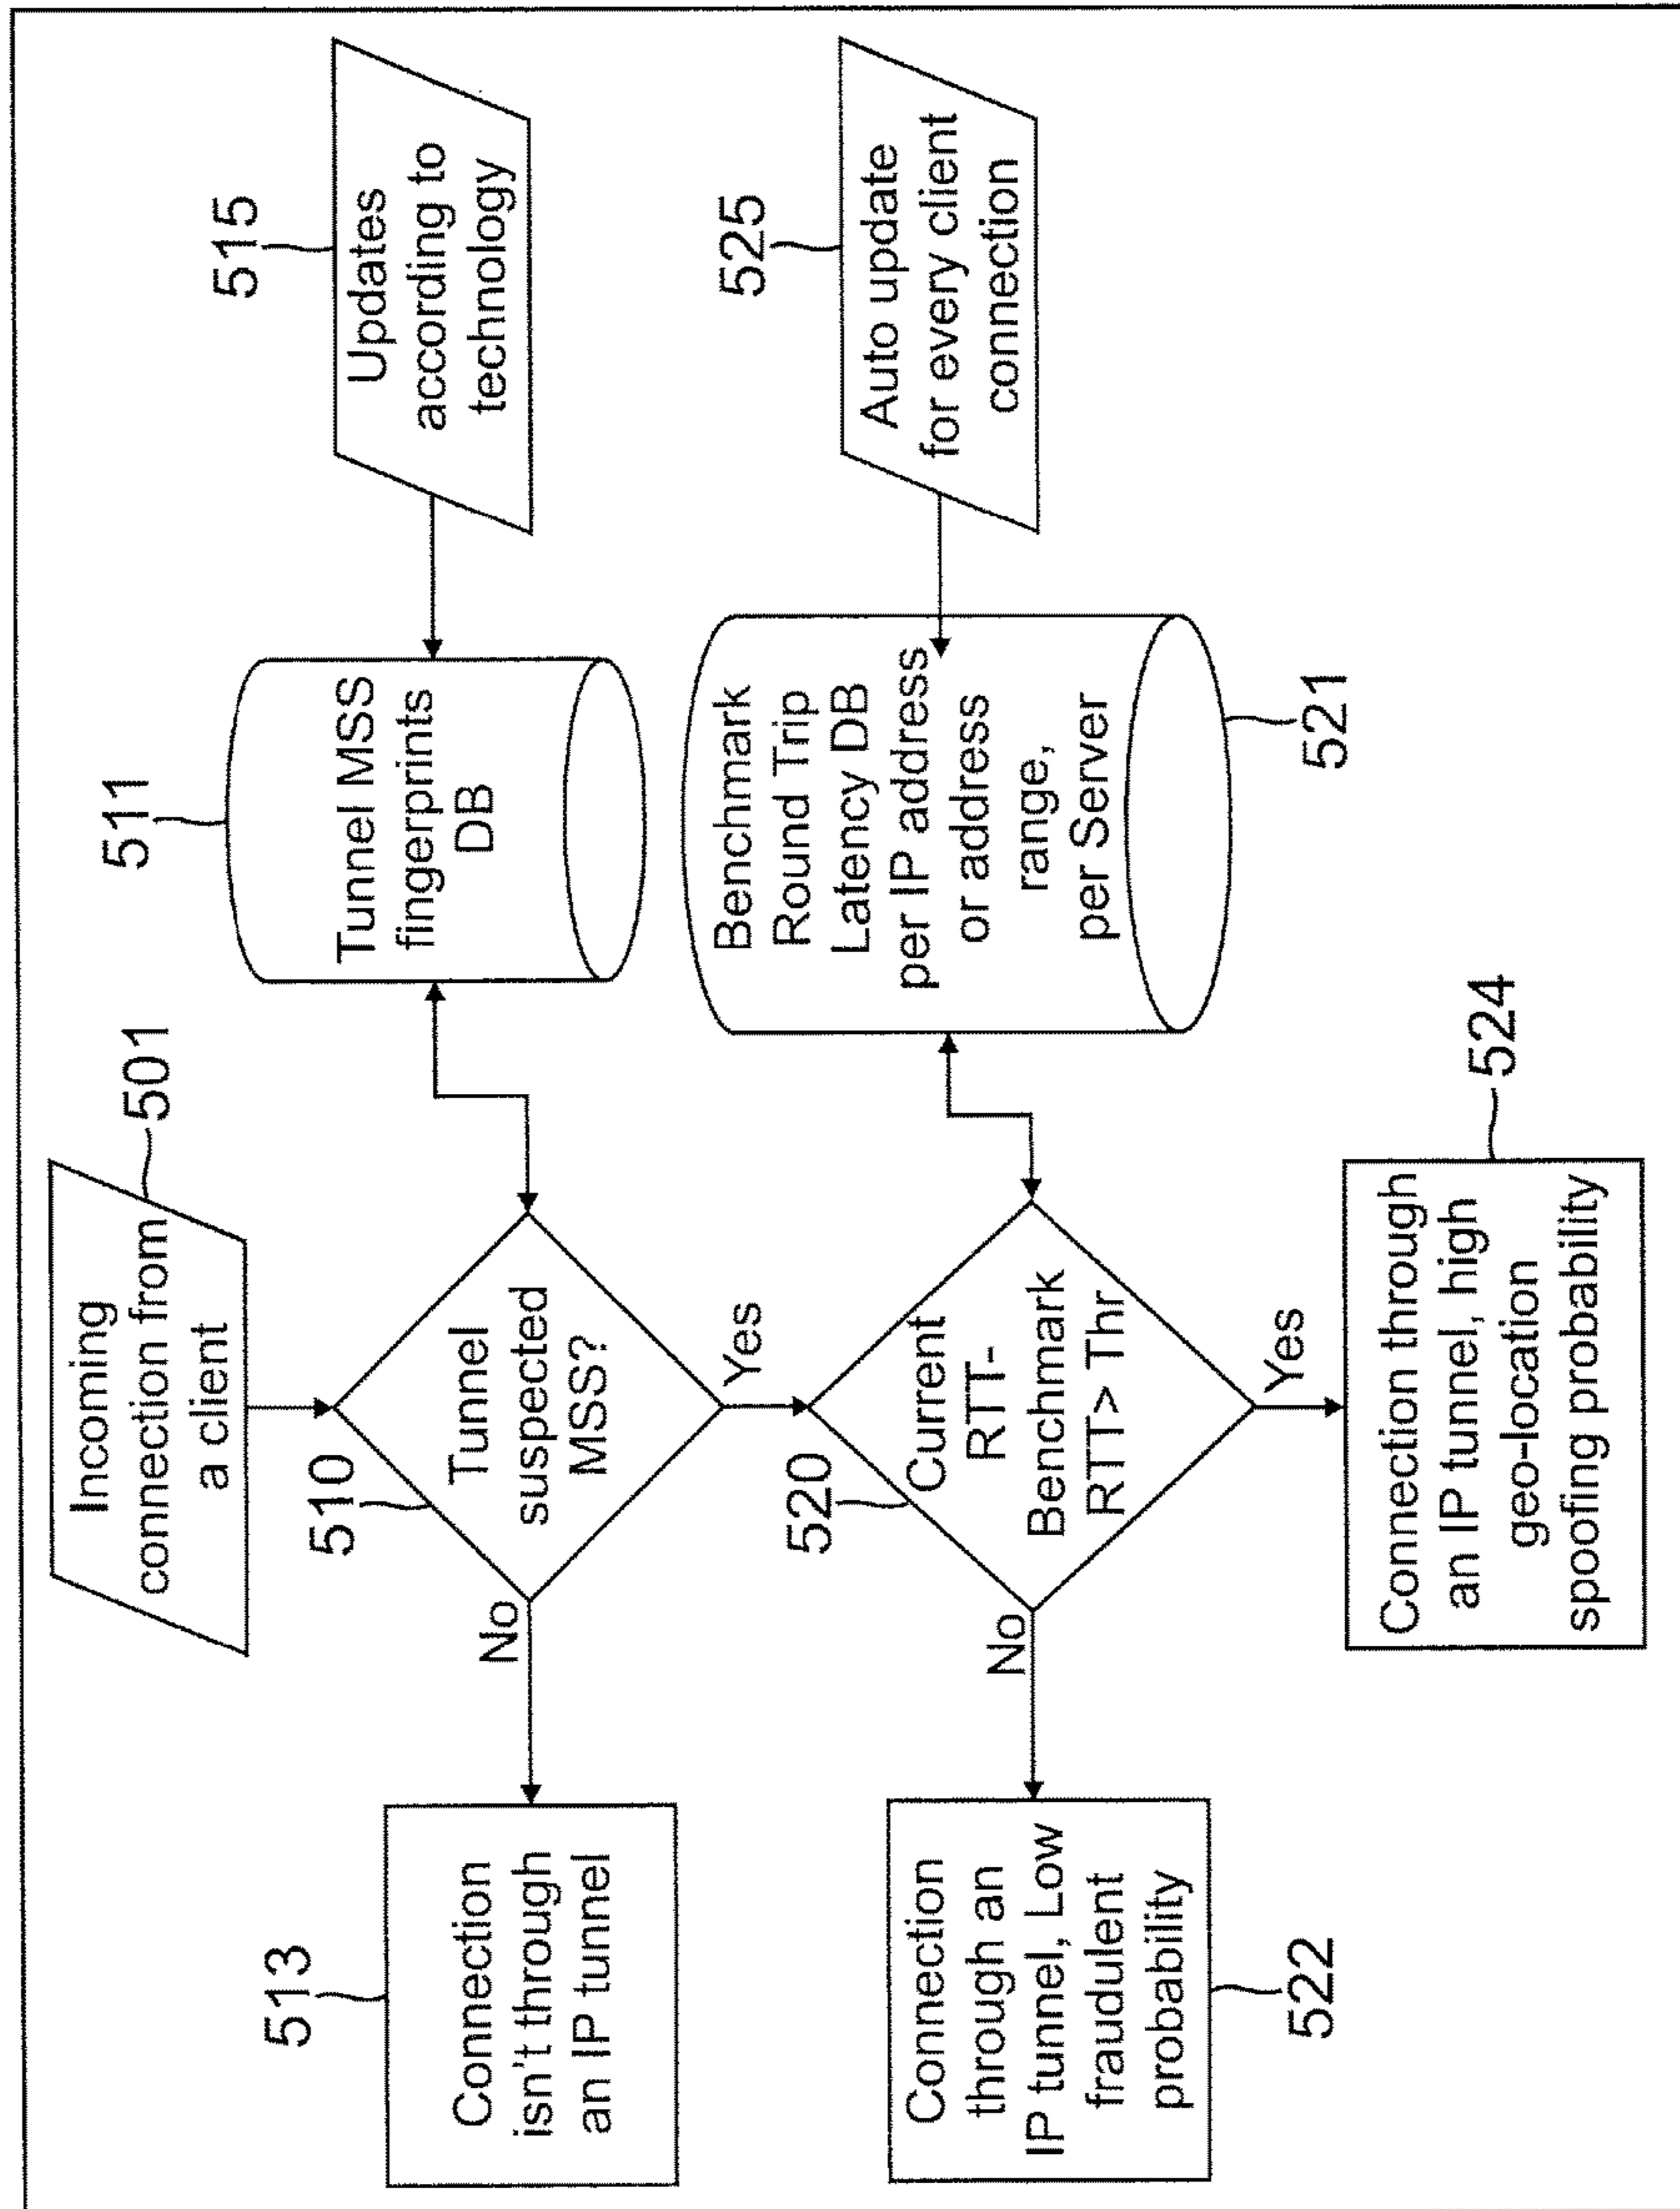 501
Incoming
connection from
a client
510
Tunnel
suspected
MSS?
No
Yes
513
Connection
isn't through
an IP tunnel
511
Tunnel MSS
fingerprints
DB
515
Updates
according to
technology
520
Current
RTT-
Benchmark
RTT> Thr
No
Yes
522
Connection
through an
IP tunnel, Low
fraudulent
probability
521
Benchmark
Round Trip
Latency DB
per IP address
or address
range,
per Server
525
Auto update
for every client
connection
524
Connection through
an IP tunnel, high
geo-location
spoofing probability